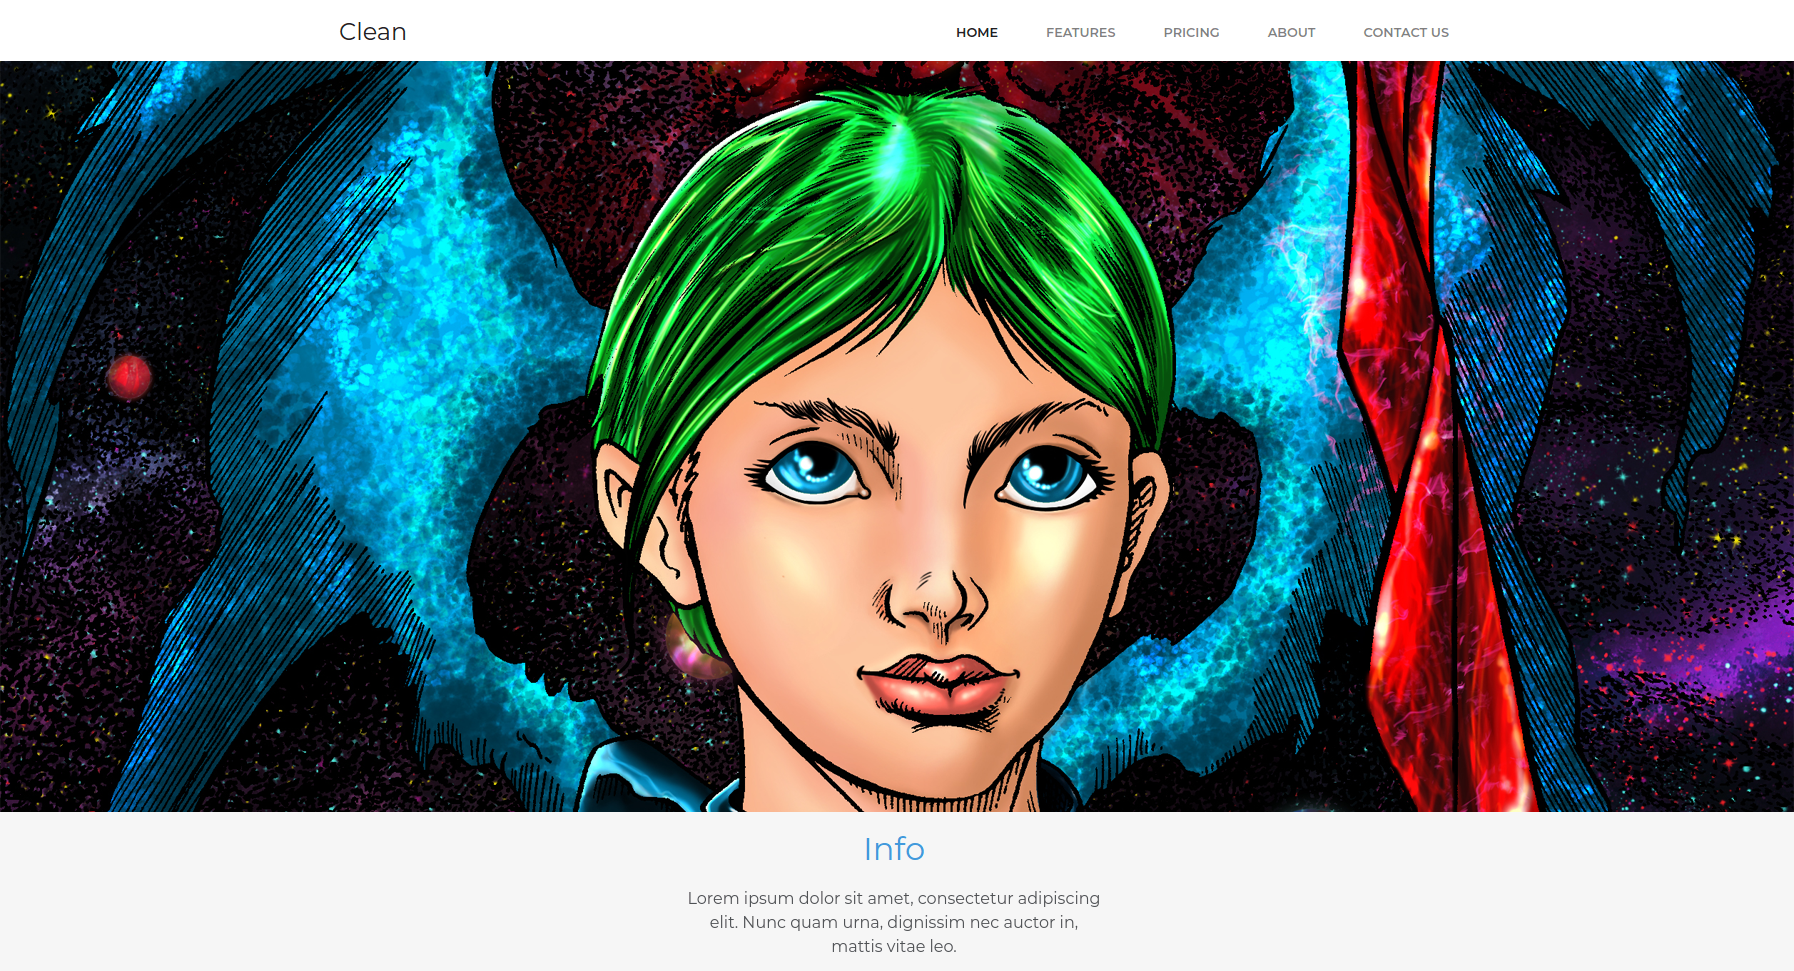 Clean
HOME FEATURES PRICING ABOUT CONTACT US
Info
Lorem ipsum dolor sit amet, consectetur adipiscing
elit. Nunc quam urna, dignissim nec auctor in,
mattis vitae leo.